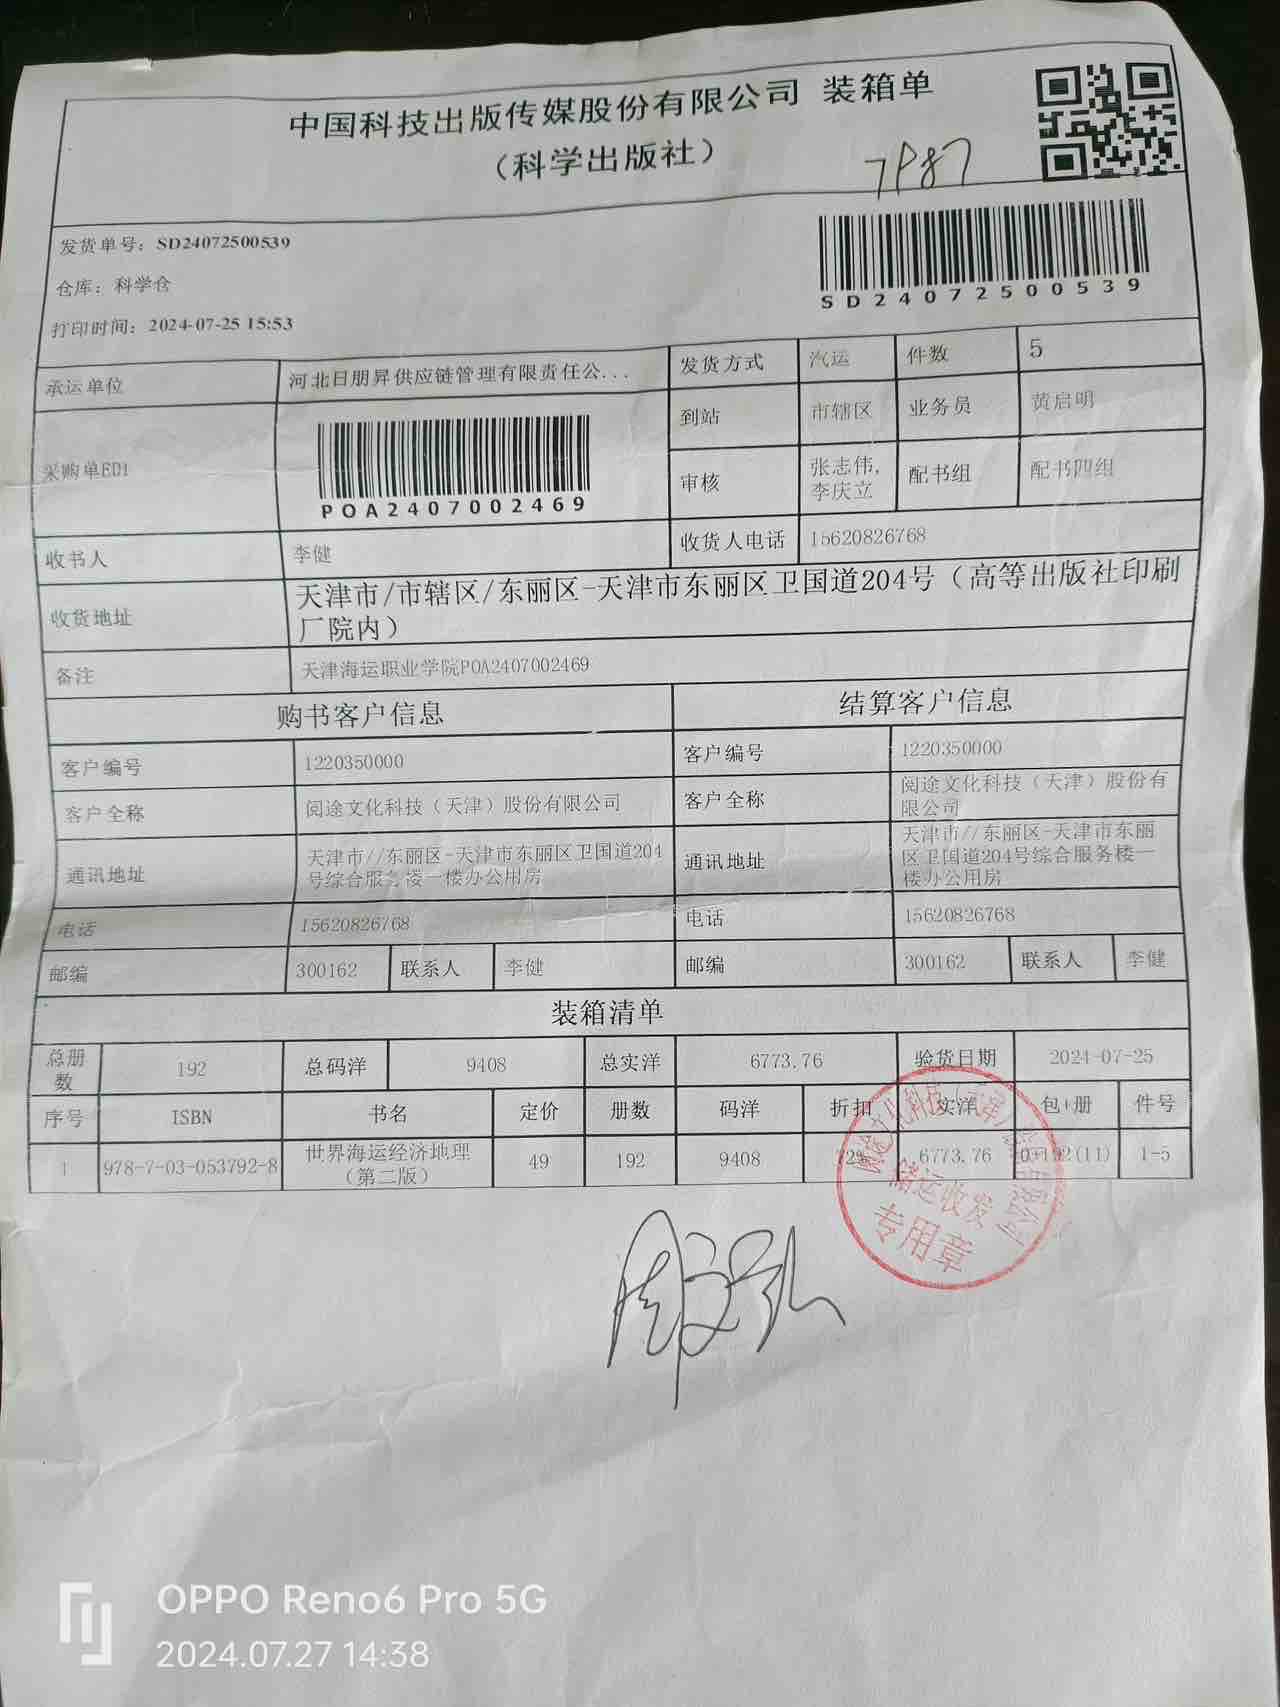 中国科技出版传媒股份有限公司 装箱单
（科学出版社）
7P87
发货单号：SD24072500539
仓库：科学仓
打印时间：2024-07-25 15:53
SD24072500539
承运单位 河北日朋昇供应链管理有限责任公... 发货方式 汽运 件数 5
采购单ED1 POA2407002469 到站 市辖区 业务员 黄启明
审核 张志伟,李庆立 配书组 配书四组
收书人 李健 收货人电话 15620826768
收货地址 天津市/市辖区/东丽区-天津市东丽区卫国道204号（高等出版社印刷
厂院内）
备注 天津海运职业学院POA2407002469
购书客户信息 结算客户信息
客户编号 1220350000 客户编号 1220350000
客户全称 阅途文化科技（天津）股份有限公司 客户全称 阅途文化科技（天津）股份有限公司
通讯地址 天津市//东丽区-天津市东丽区卫国道204号综合服务楼一楼办公用房 通讯地址 天津市//东丽区-天津市东丽区卫国道204号综合服务楼一楼办公用房
电话 15620826768 电话 15620826768
邮编 300162 联系人 李健 邮编 300162 联系人 李健
装箱清单
总册数 192 总码洋 9408 总实洋 6773.76 验货日期 2024-07-25
序号 ISBN 书名 定价 册数 码洋 折扣 实洋 包+册 件号
1 978-7-03-053792-8 世界海运经济地理（第二版） 49 192 9408 72% 6773.76 0+192(11) 1-5
储运收发
专用章
OPPO Reno6 Pro 5G
2024.07.27 14:38